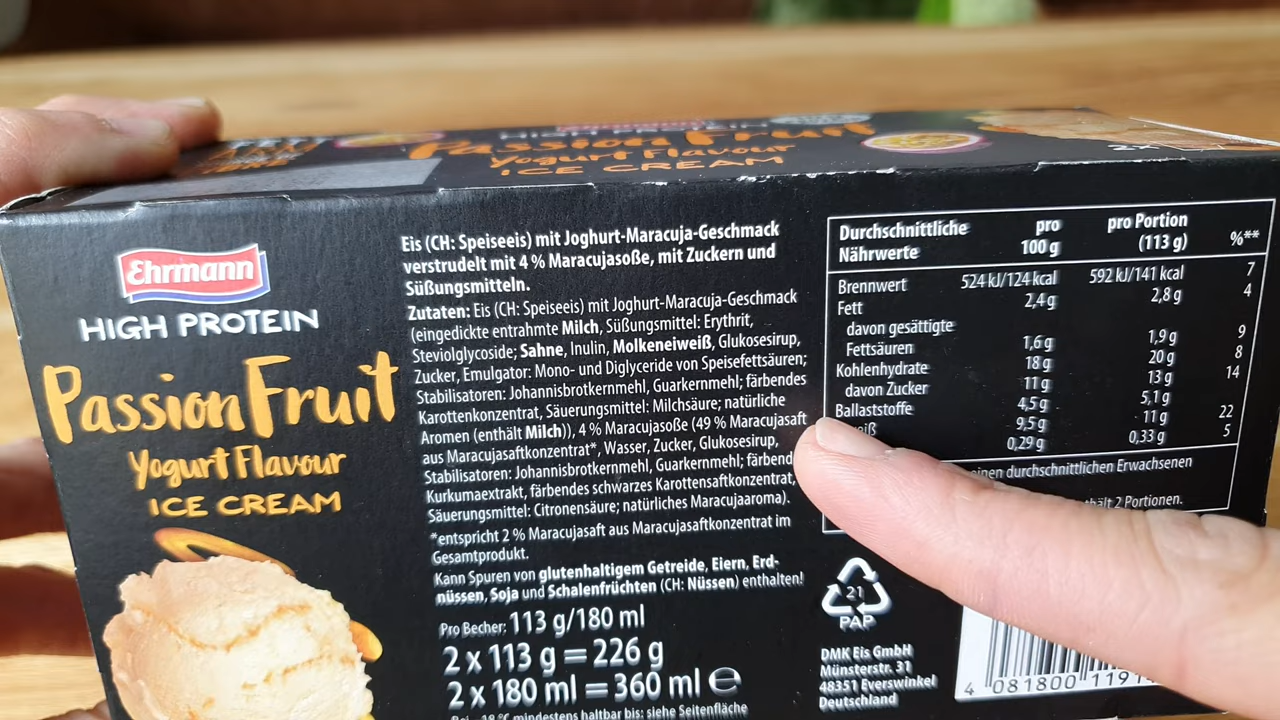 Passion Fruit
Yogurt Flavour
ICE CREAM
Ehrmann
HIGH PROTEIN
Passion Fruit
Yogurt Flavour
ICE CREAM
Eis (CH: Speiseeis) mit Joghurt-Maracuja-Geschmack
verstrudelt mit 4 % Maracujasoße, mit Zuckern und
Süßungsmitteln.
Zutaten: Eis (CH: Speiseeis) mit Joghurt-Maracuja-Geschmack
(eingedickte entrahmte Milch, Süßungsmittel: Erythrit,
Steviolglycoside; Sahne, Inulin, Molkeneiweiß, Glukosesirup,
Zucker, Emulgator: Mono- und Diglyceride von Speisefettsäuren;
Stabilisatoren: Johannisbrotkernmehl, Guarkernmehl; färbendes
Karottenkonzentrat, Säuerungsmittel: Milchsäure; natürliche
Aromen (enthält Milch)), 4 % Maracujasoße (49 % Maracujasaft
aus Maracujasaftkonzentrat*, Wasser, Zucker, Glukosesirup,
Stabilisatoren: Johannisbrotkernmehl, Guarkernmehl; färbend
Kurkumaextrakt, färbendes schwarzes Karottensaftkonzentrat,
Säuerungsmittel: Citronensäure; natürliches Maracujaaroma).
*entspricht 2 % Maracujasaft aus Maracujasaftkonzentrat im
Gesamtprodukt.
Kann Spuren von glutenhaltigem Getreide, Eiern, Erd-
nüssen, Soja und Schalenfrüchten (CH: Nüssen) enthalten!
Pro Becher: 113 g/180 ml
2 x 113 g = 226 g
2 x 180 ml = 360 ml ℮
mindestens haltbar bis: siehe Seitenfläche
Durchschnittliche pro pro Portion
Nährwerte 100 g (113 g) %**
Brennwert 524 kJ/124 kcal 592 kJ/141 kcal 7
Fett 2,4 g 2,8 g 4
davon gesättigte
Fettsäuren 1,6 g 1,9 g 9
Kohlenhydrate 18 g 20 g 8
davon Zucker 11 g 13 g 14
Ballaststoffe 4,5 g 5,1 g
eiß 9,5 g 11 g 22
0,29 g 0,33 g 5
einen durchschnittlichen Erwachsenen
hält 2 Portionen.
21
PAP
DMK Eis GmbH
Münsterstr. 31
48351 Everswinkel
Deutschland
4 081800 119